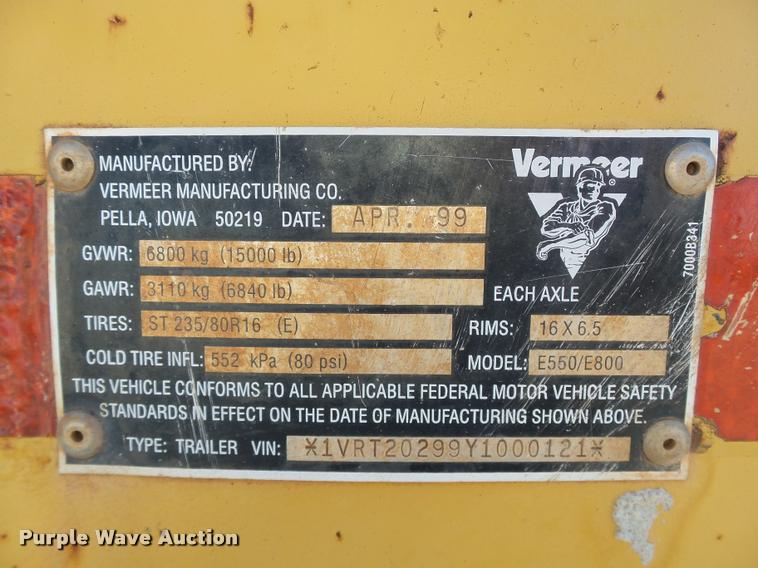 MANUFACTURED BY:
VERMEER MANUFACTURING CO.
PELLA, IOWA 50219 DATE: APR. 99
Vermeer
®
7000B341
GVWR: 6800 kg (15000 lb)
GAWR: 3110 kg (6840 lb) EACH AXLE
TIRES: ST 235/80R16 (E) RIMS: 16 X 6.5
COLD TIRE INFL: 552 kPa (80 psi) MODEL: E550/E800
THIS VEHICLE CONFORMS TO ALL APPLICABLE FEDERAL MOTOR VEHICLE SAFETY
STANDARDS IN EFFECT ON THE DATE OF MANUFACTURING SHOWN ABOVE.
TYPE: TRAILER VIN: *1VRT20299Y1000121*
Purple Wave Auction